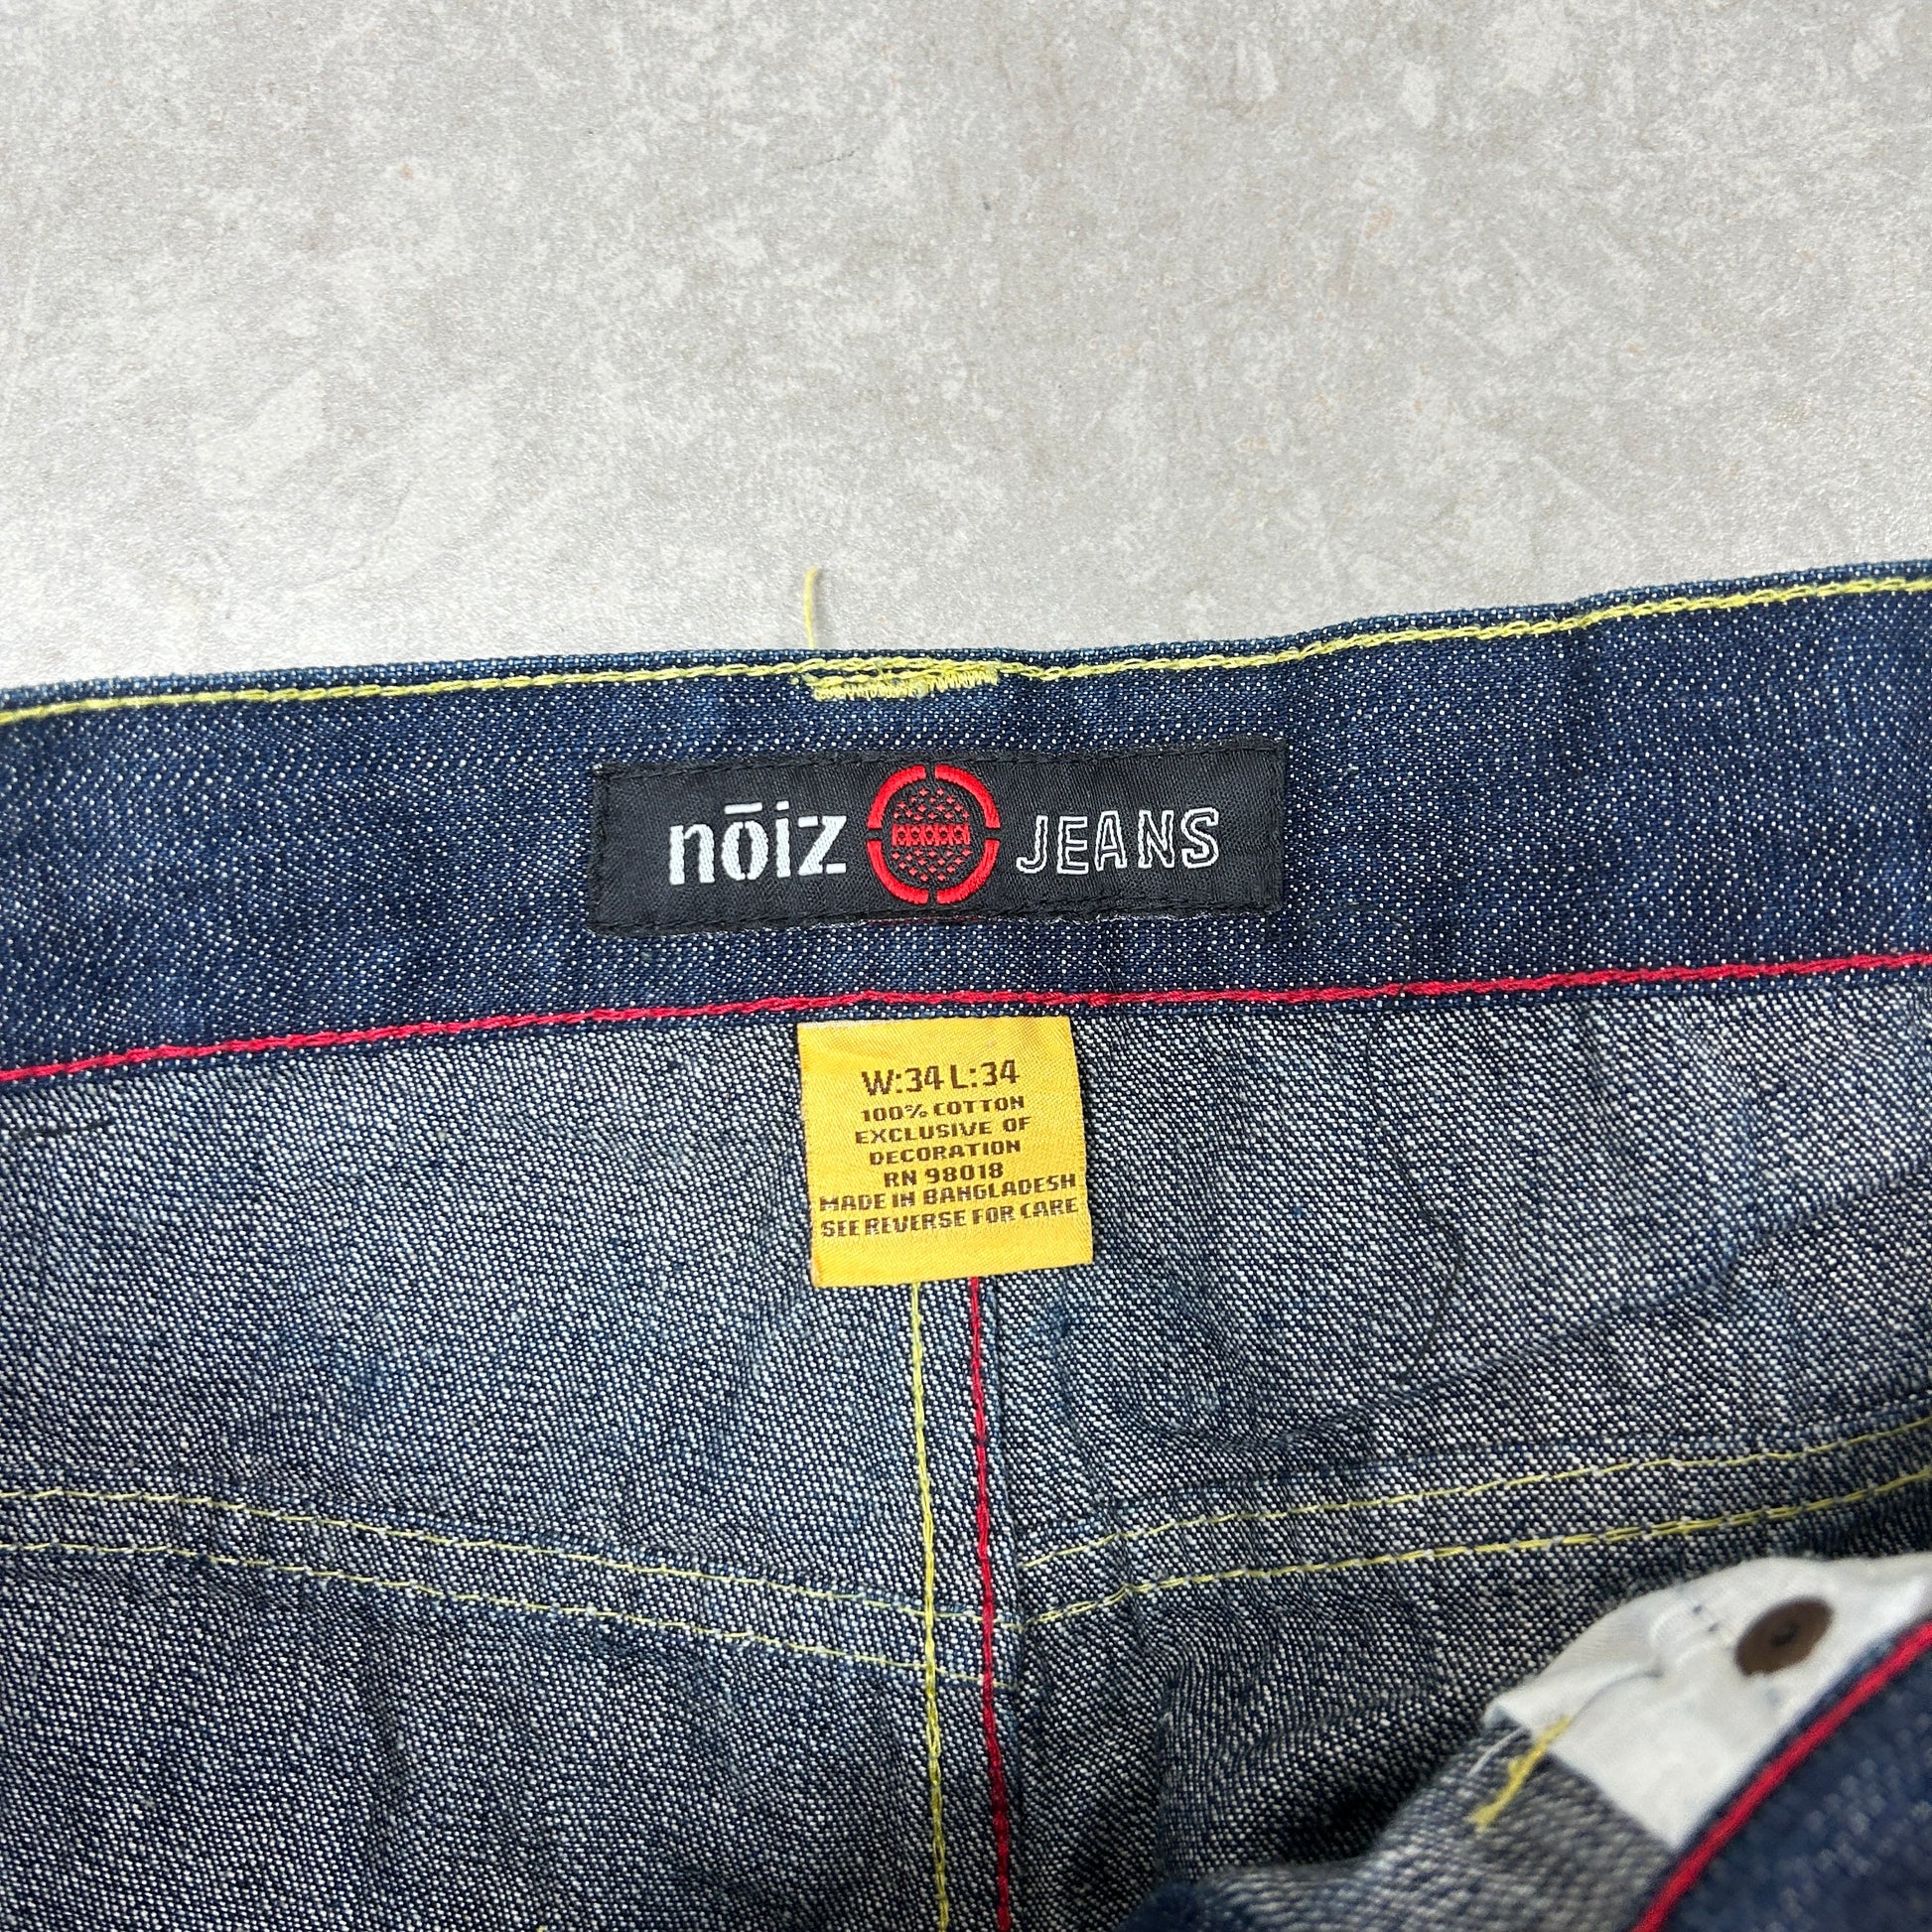 nōiz JEANS
W:34 L:34
100% COTTON
EXCLUSIVE OF
DECORATION
RN 98018
MADE IN BANGLADESH
SEE REVERSE FOR CARE